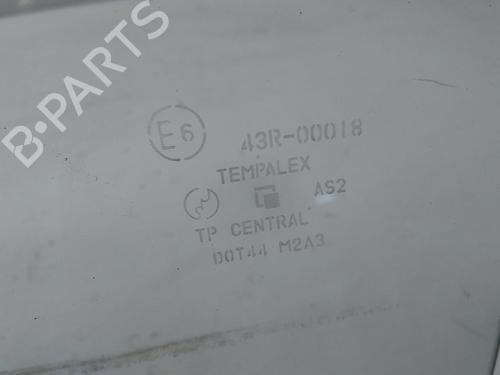 B-PARTS
E6 43R-00018
TEMPALEX
AS2
TP CENTRAL
DOT44 M2A3